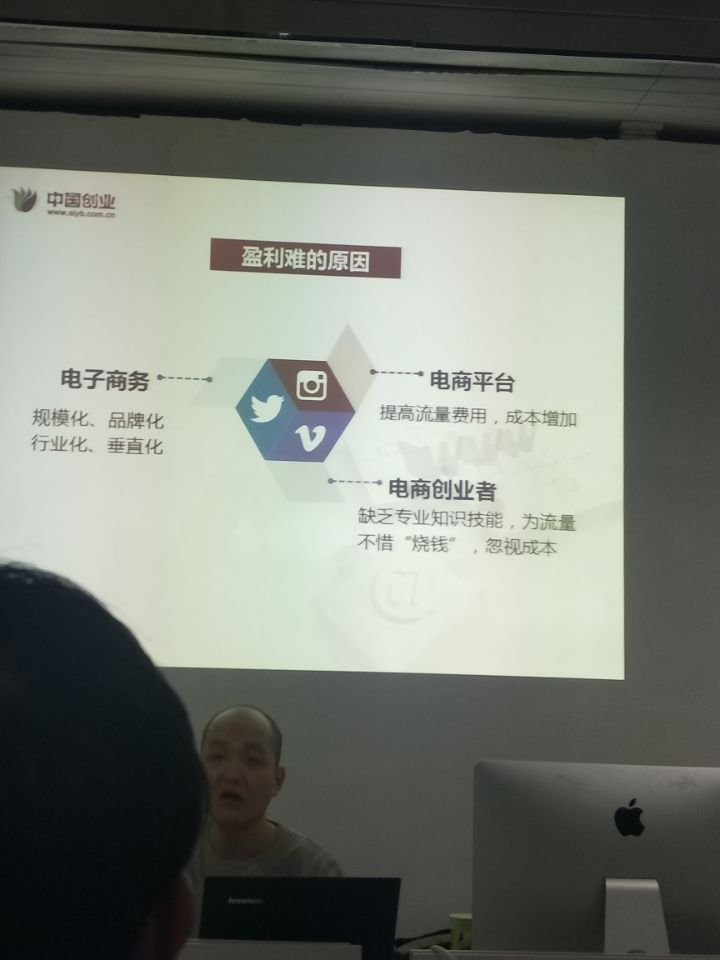 中国创业
www.siyb.com.cn
盈利难的原因
电子商务
规模化、品牌化
行业化、垂直化
电商平台
提高流量费用，成本增加
电商创业者
缺乏专业知识技能，为流量
不惜“烧钱”，忽视成本
lenovo